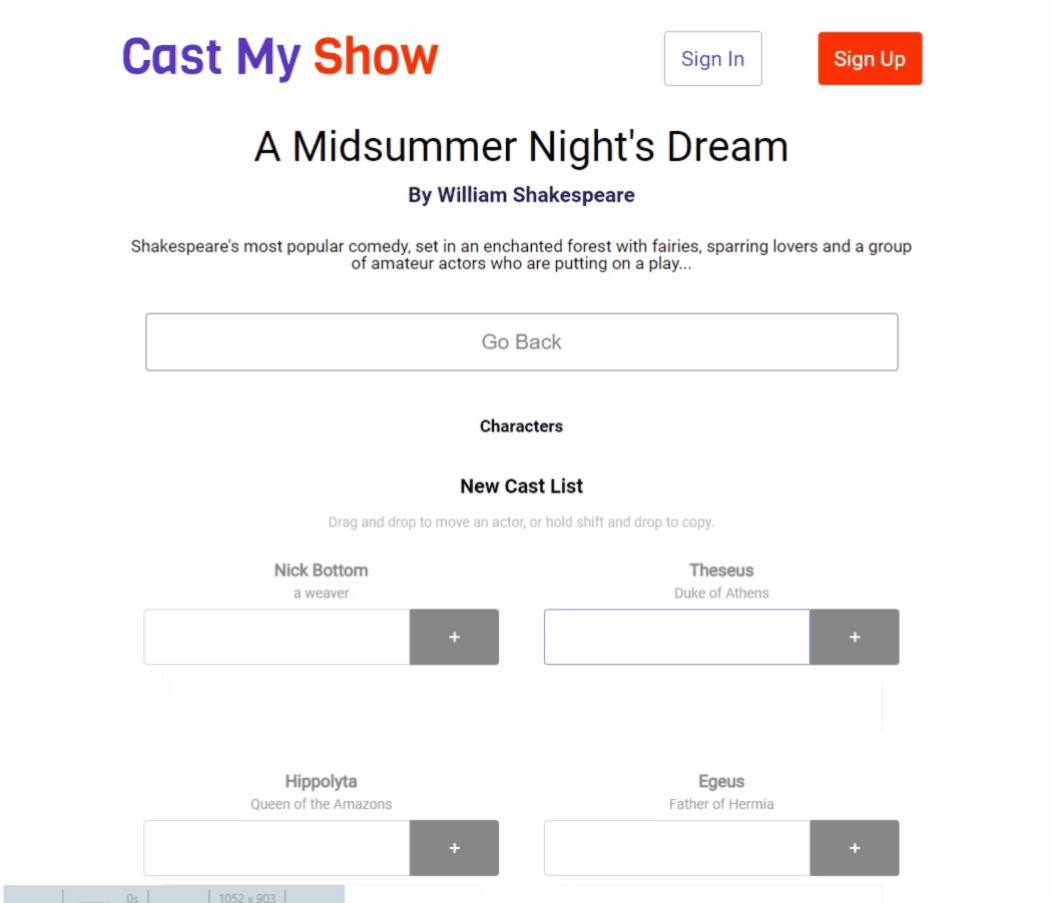 Cast My Show
Sign In
Sign Up
A Midsummer Night's Dream
By William Shakespeare
Shakespeare's most popular comedy, set in an enchanted forest with fairies, sparring lovers and a group
of amateur actors who are putting on a play...
Go Back
Characters
New Cast List
Drag and drop to move an actor, or hold shift and drop to copy.
Nick Bottom
Theseus
a weaver
Duke of Athens
+
+
Hippolyta
Egeus
Queen of the Amazons
Father of Hermia
+
+
0s
1052 x 903